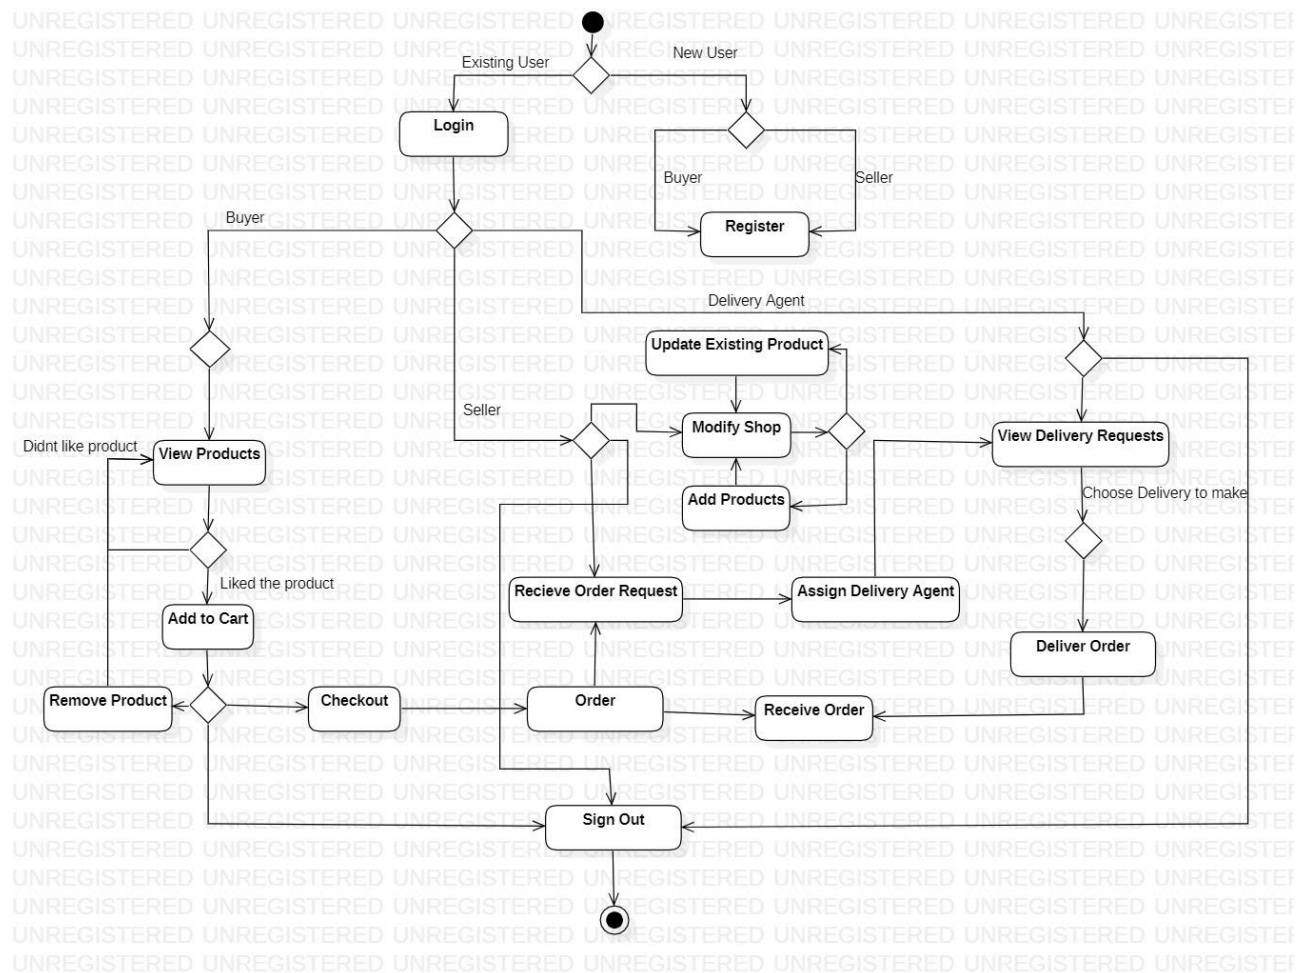 New User
Existing User
Login
Buyer
Seller
Buyer
Register
Delivery Agent
Update Existing Product
Seller
Modify Shop
View Delivery Requests
Didnt like product
View Products
Add Products
Choose Delivery to make
Liked the product
Recieve Order Request
Assign Delivery Agent
Add to Cart
Deliver Order
Remove Product
Checkout
Order
Receive Order
Sign Out
UNREGISTERED